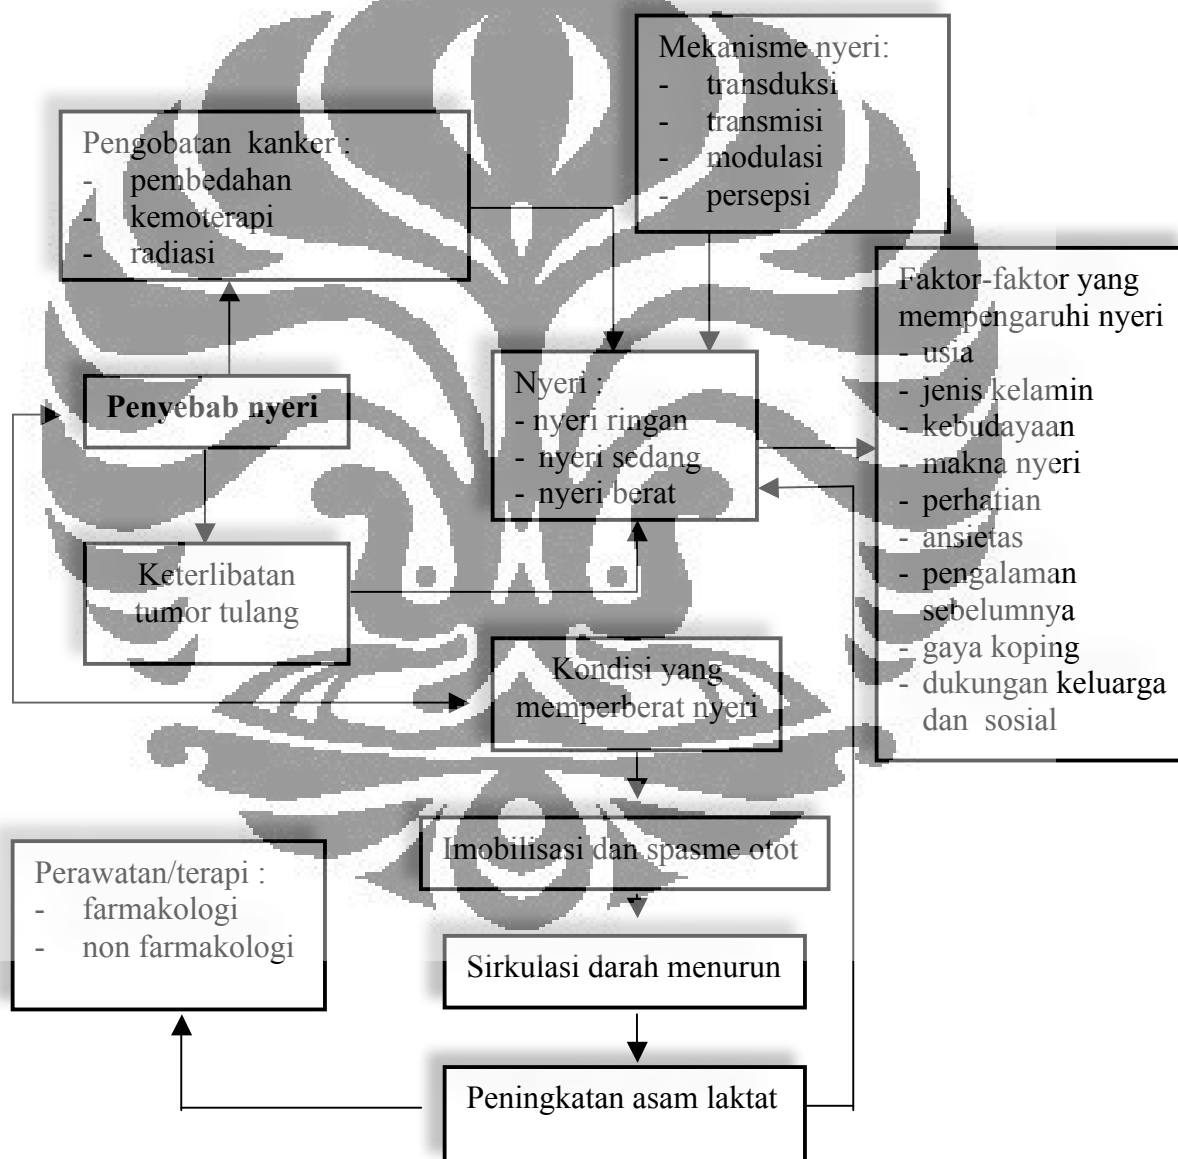 Mekanisme nyeri:
- transduksi
- transmisi
- modulasi
- persepsi
Pengobatan kanker :
- pembedahan
- kemoterapi
- radiasi
Faktor-faktor yang
mempengaruhi nyeri
- usia
- jenis kelamin
- kebudayaan
- makna nyeri
- perhatian
- ansietas
- pengalaman
sebelumnya
- gaya koping
- dukungan keluarga
dan sosial
Penyebab nyeri
Nyeri :
- nyeri ringan
- nyeri sedang
- nyeri berat
Keterlibatan
tumor tulang
Kondisi yang
memperberat nyeri
Imobilisasi dan spasme otot
Perawatan/terapi :
- farmakologi
- non farmakologi
Sirkulasi darah menurun
Peningkatan asam laktat